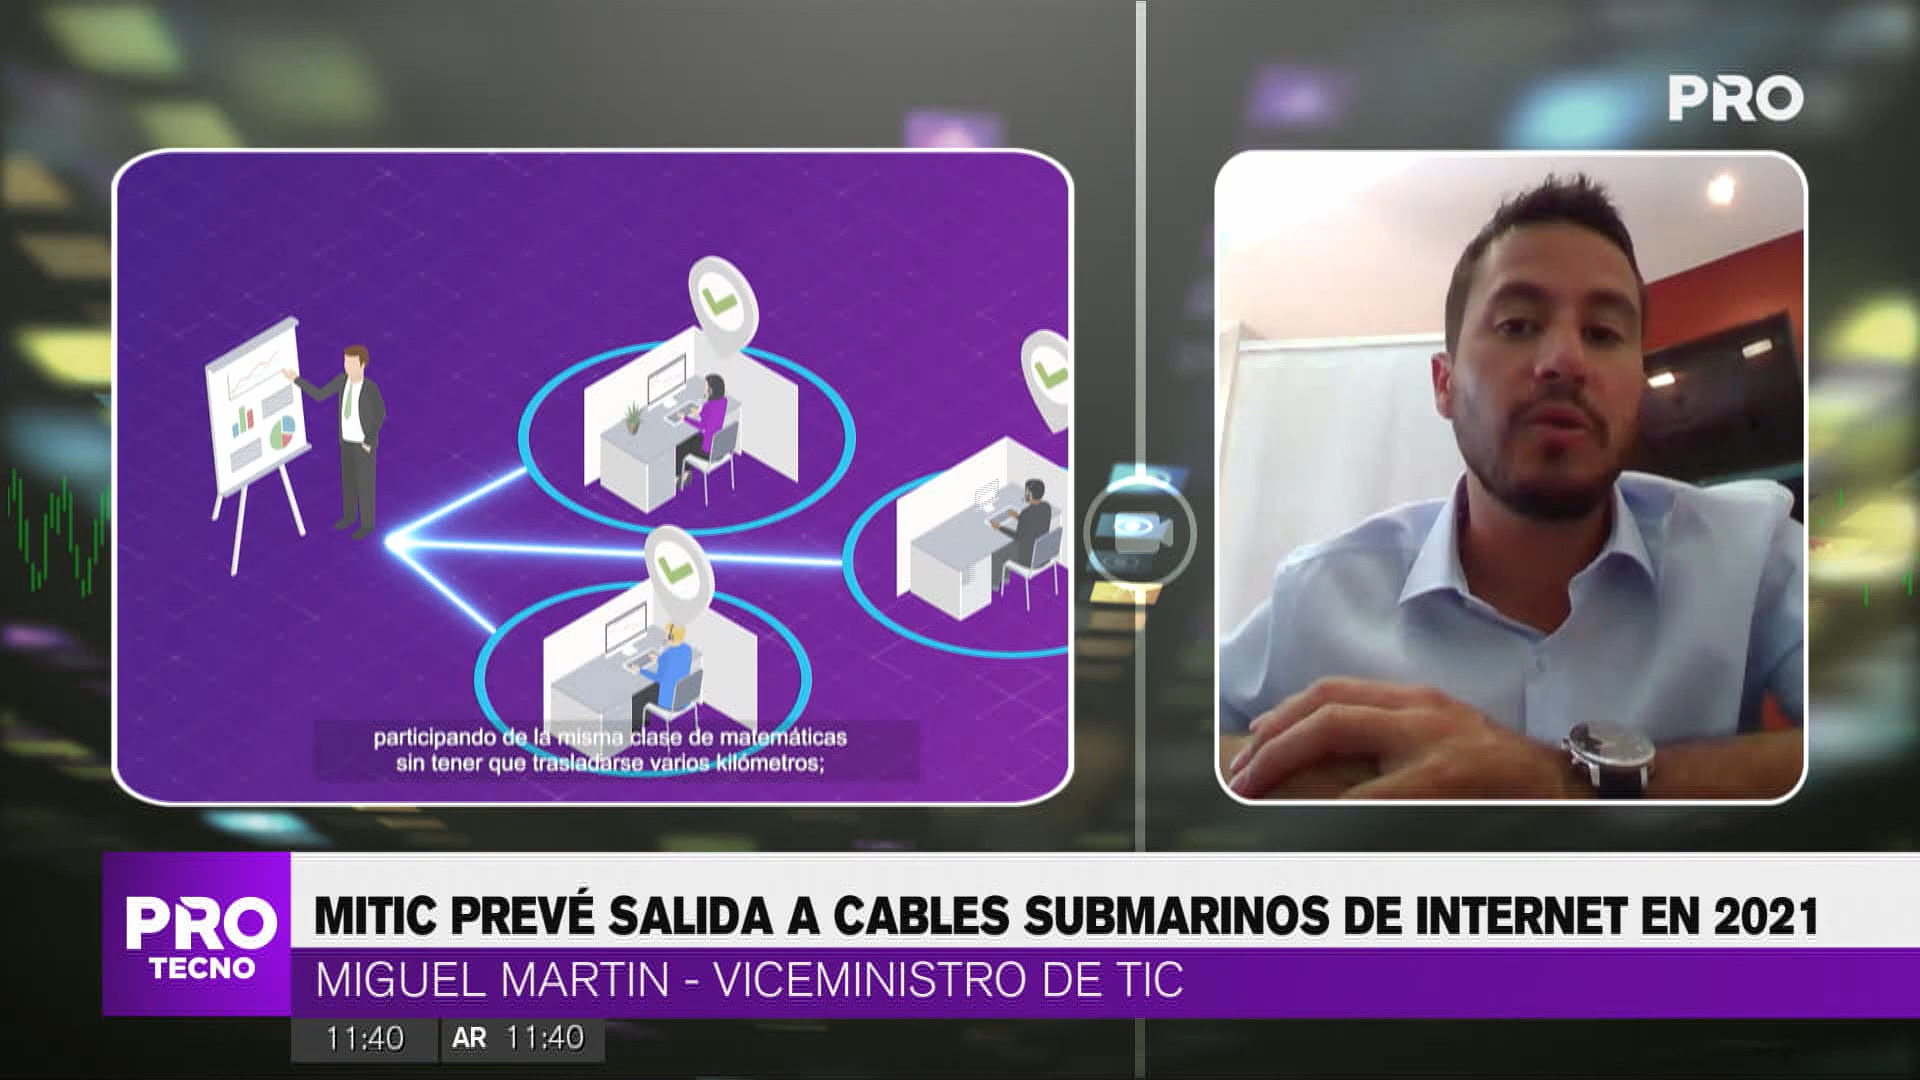 PRO
participando de la misma clase de matemáticas
sin tener que trasladarse varios kilómetros;
PRO
TECNO
MITIC PREVÉ SALIDA A CABLES SUBMARINOS DE INTERNET EN 2021
MIGUEL MARTIN - VICEMINISTRO DE TIC
11:40 AR 11:40